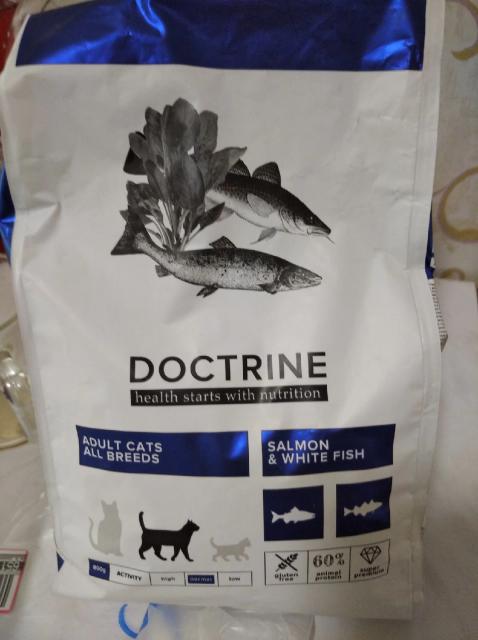 DOCTRINE
health starts with nutrition
ADULT CATS
ALL BREEDS
SALMON
& WHITE FISH
800g
ACTIVITY
high
normal
low
gluten
free
60%
animal
protein
super
premium